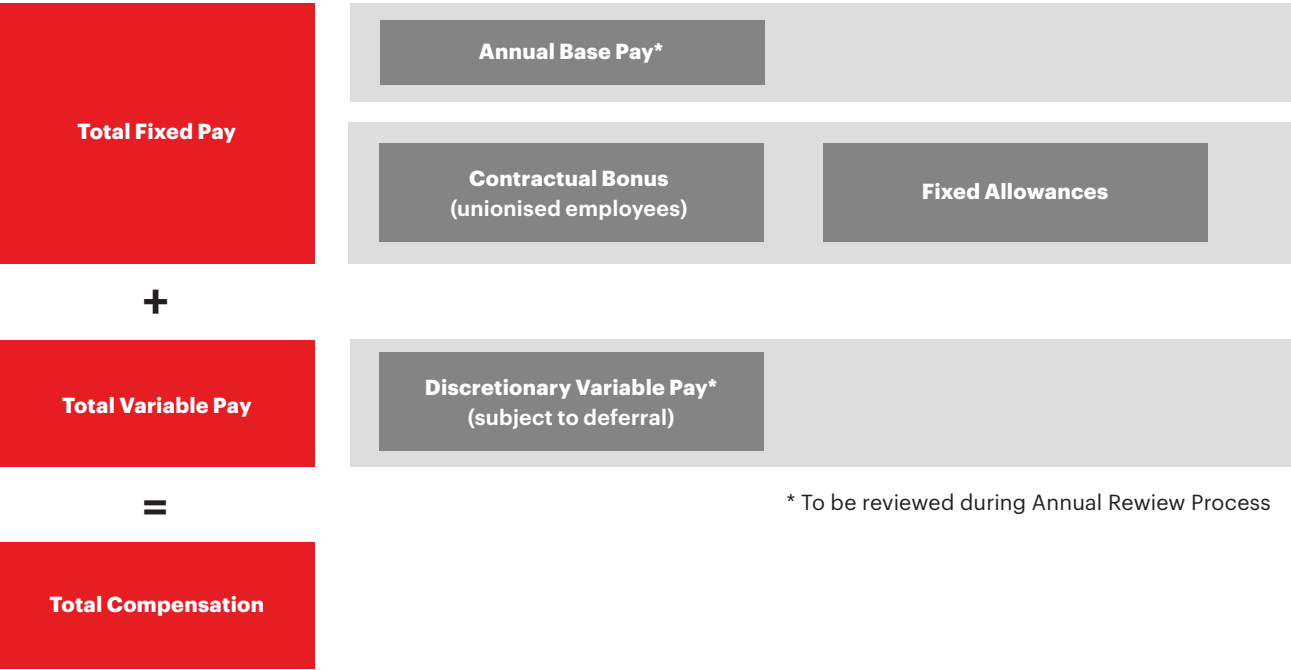 Total Fixed Pay
Annual Base Pay*
Contractual Bonus
(unionised employees)
Fixed Allowances
+
Total Variable Pay
Discretionary Variable Pay*
(subject to deferral)
=
* To be reviewed during Annual Rewiew Process
Total Compensation